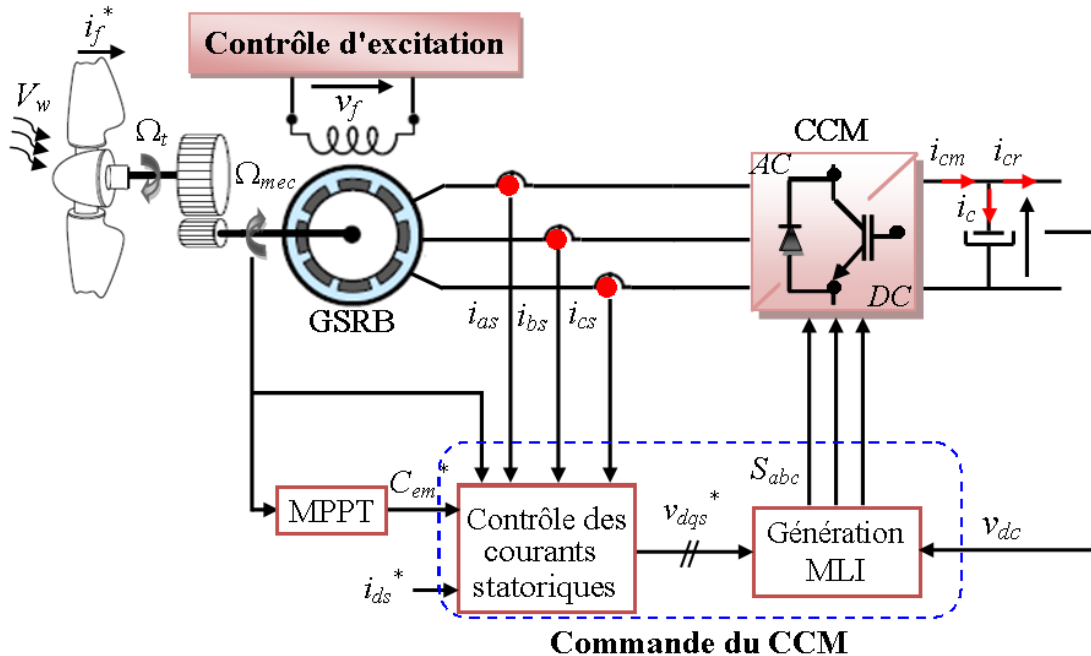 i_f*
Contrôle d'excitation
V_w
v_f
Ω_t
CCM
Ω_mec
AC
i_cm
i_cr
i_c
DC
GSRB
i_as
i_bs
i_cs
S_abc
C_em*
MPPT
Contrôle des
courants
statoriques
v_dqs*
Génération
MLI
v_dc
i_ds*
Commande du CCM